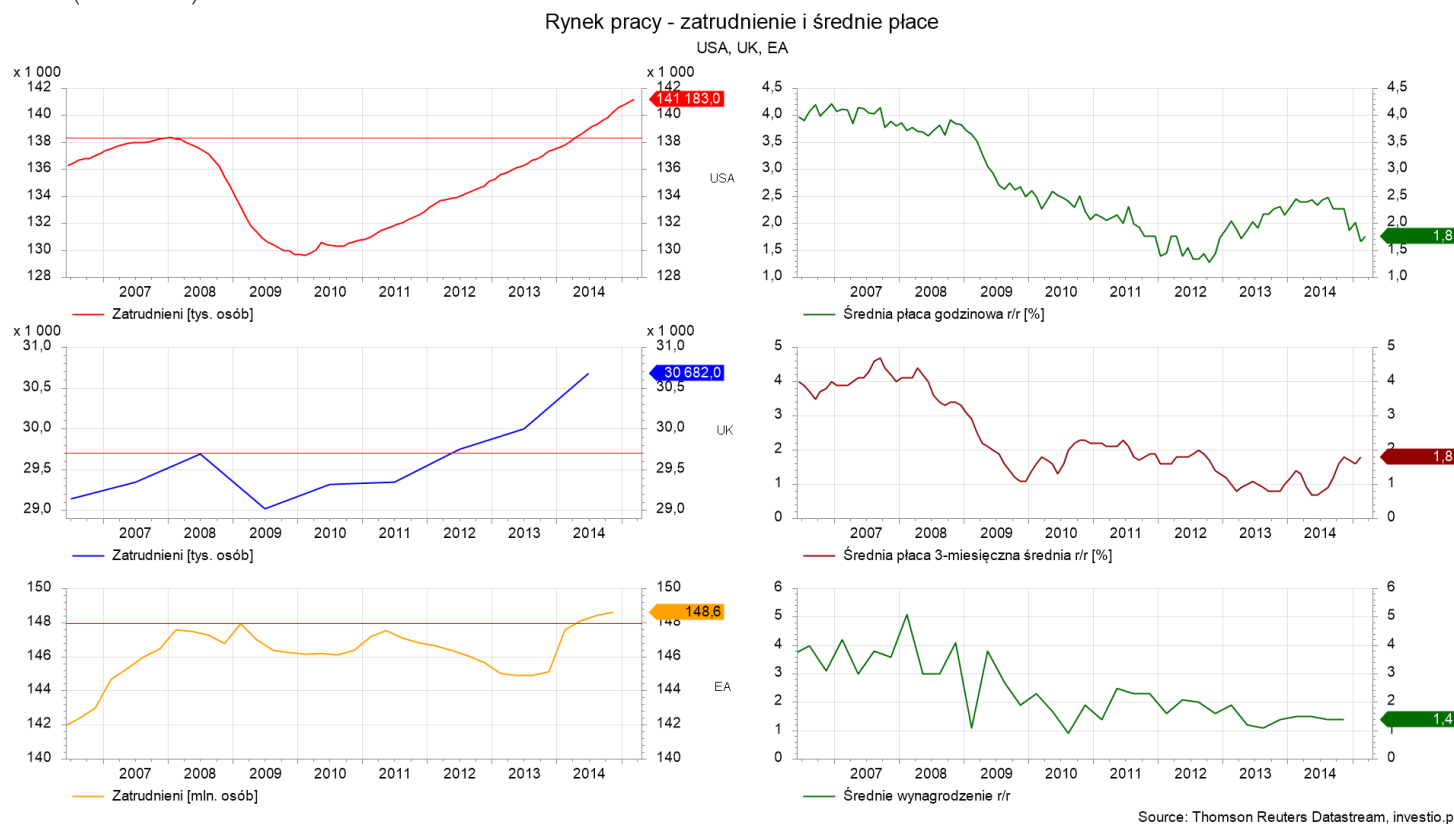 Rynek pracy - zatrudnienie i średnie płace
USA, UK, EA
x 1 000 x 1 000
142 142 4,5 4,5
141 183,0
140 140 4,0 4,0
138 138 3,5 3,5
136 136 3,0 3,0
USA
134 134 2,5 2,5
132 132 2,0 2,0
1,8
130 130 1,5 1,5
128 128 1,0 1,0
2007 2008 2009 2010 2011 2012 2013 2014 2007 2008 2009 2010 2011 2012 2013 2014
Zatrudnieni [tys. osób] Średnia płaca godzinowa r/r [%]
x 1 000 x 1 000
31,0 31,0 5 5
30 682,0
30,5 30,5 4 4
30,0 30,0 3 3
UK
29,5 29,5 2 2
1,8
29,0 29,0 1 1
0 0
2007 2008 2009 2010 2011 2012 2013 2014 2007 2008 2009 2010 2011 2012 2013 2014
Zatrudnieni [tys. osób] Średnia płaca 3-miesięczna średnia r/r [%]
150 150 6 6
148,6
148 148 5 5
4 4
146 146 3 3
EA
144 144 2 2
1,4
142 142 1 1
140 140 0 0
2007 2008 2009 2010 2011 2012 2013 2014 2007 2008 2009 2010 2011 2012 2013 2014
Zatrudnieni [mln. osób] Średnie wynagrodzenie r/r
Source: Thomson Reuters Datastream, investio.p